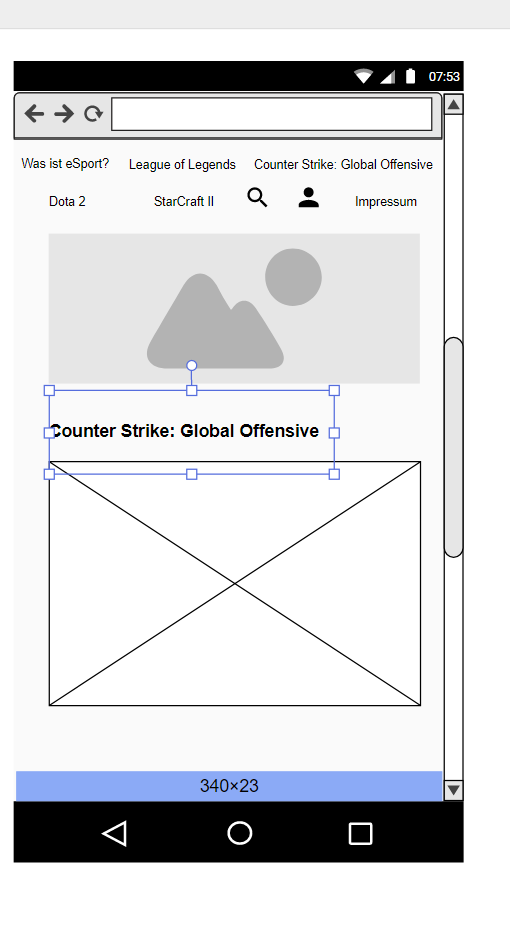 07:53
Was ist eSport? League of Legends Counter Strike: Global Offensive
Dota 2 StarCraft II Impressum
Counter Strike: Global Offensive
340×23